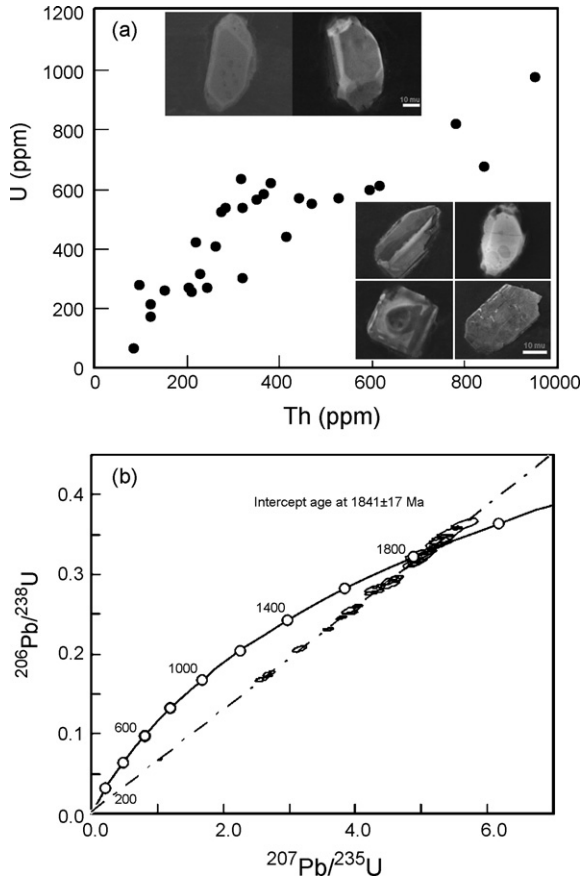 (a)
1200
1000
800
600
400
200
0
U (ppm)
10 mu
10 mu
0 200 400 600 800 10000
Th (ppm)
(b)
Intercept age at 1841±17 Ma
0.4
0.3
0.2
0.1
0.0
206Pb/238U
1800
1400
1000
600
200
0.0 2.0 4.0 6.0
207Pb/235U